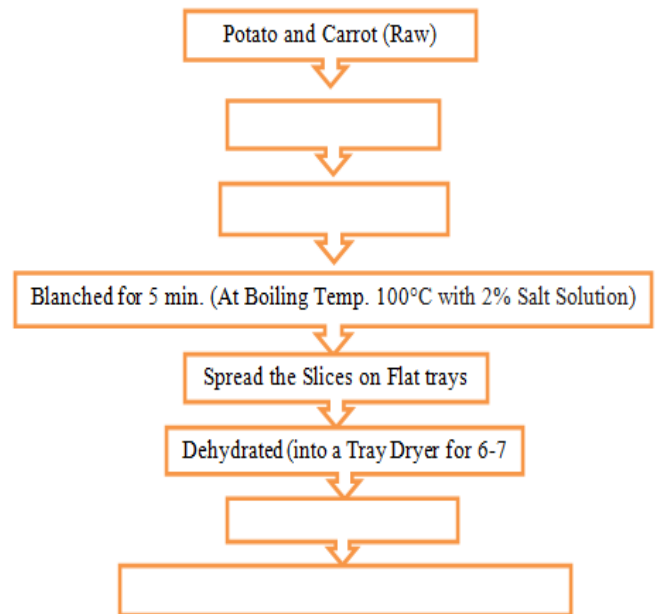 Potato and Carrot (Raw)
Blanched for 5 min. (At Boiling Temp. 100°C with 2% Salt Solution)
Spread the Slices on Flat trays
Dehydrated (into a Tray Dryer for 6-7